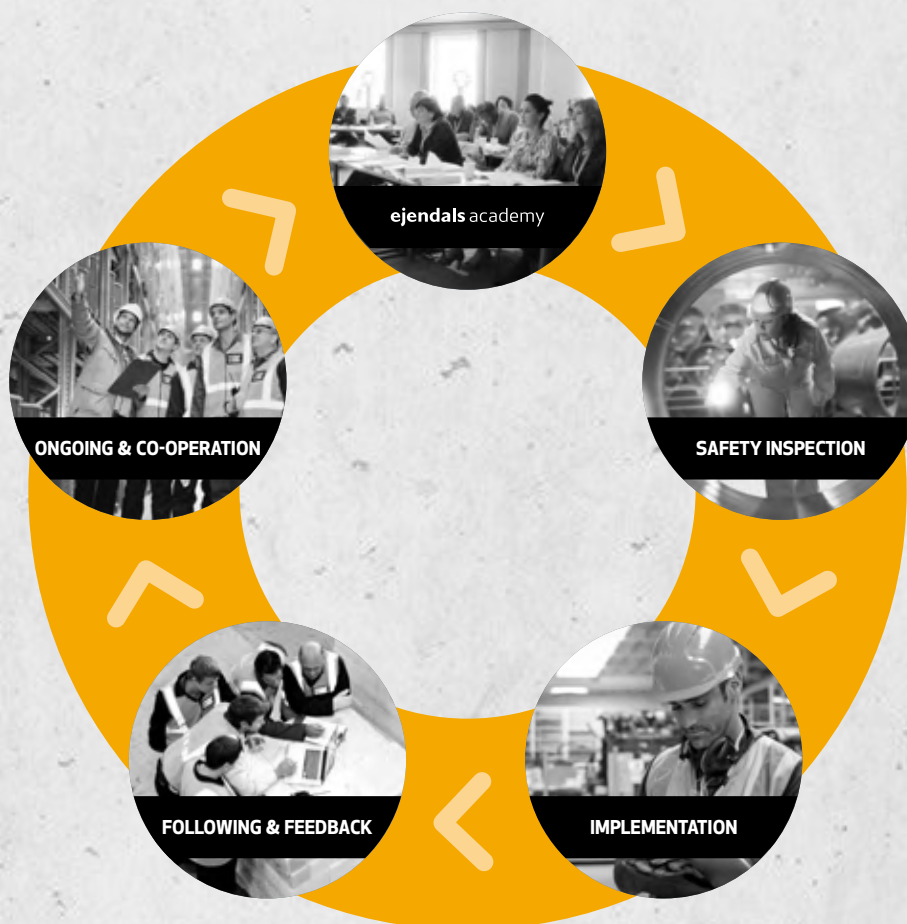 ejendals academy
SAFETY INSPECTION
IMPLEMENTATION
FOLLOWING & FEEDBACK
ONGOING & CO-OPERATION